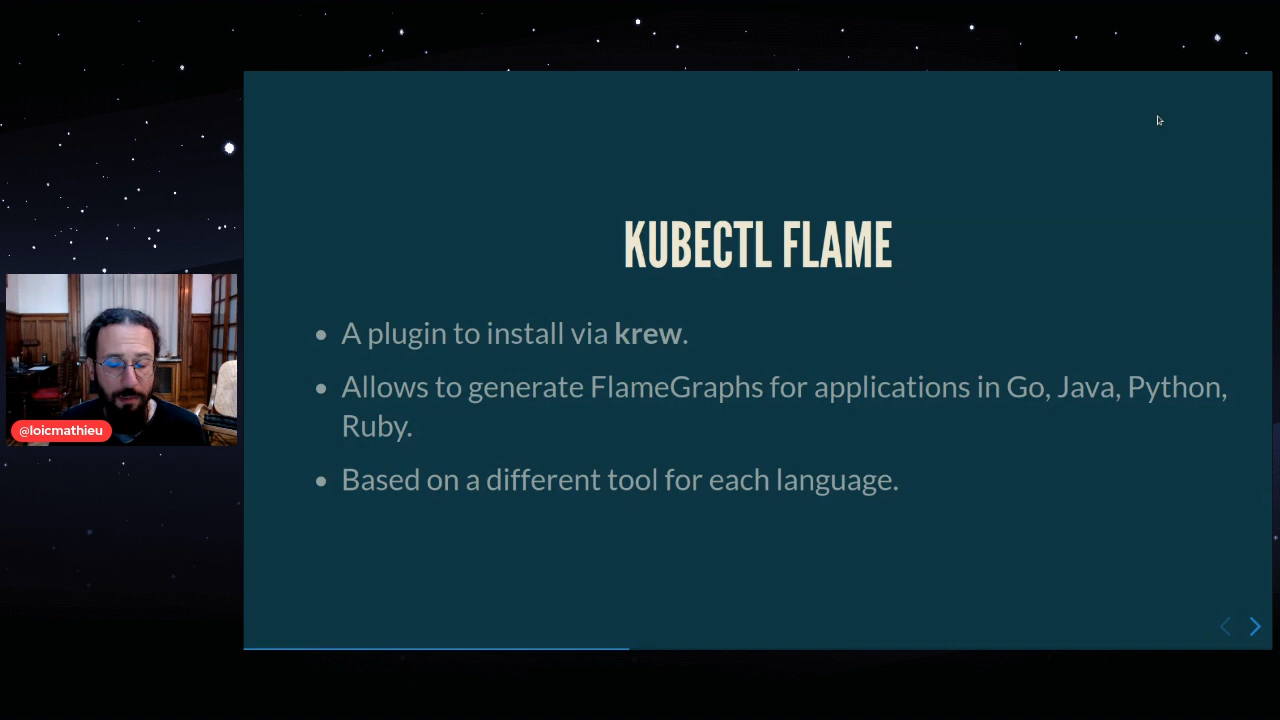 KUBECTL FLAME
A plugin to install via krew.
Allows to generate FlameGraphs for applications in Go, Java, Python,
Ruby.
Based on a different tool for each language.
@loicmathieu